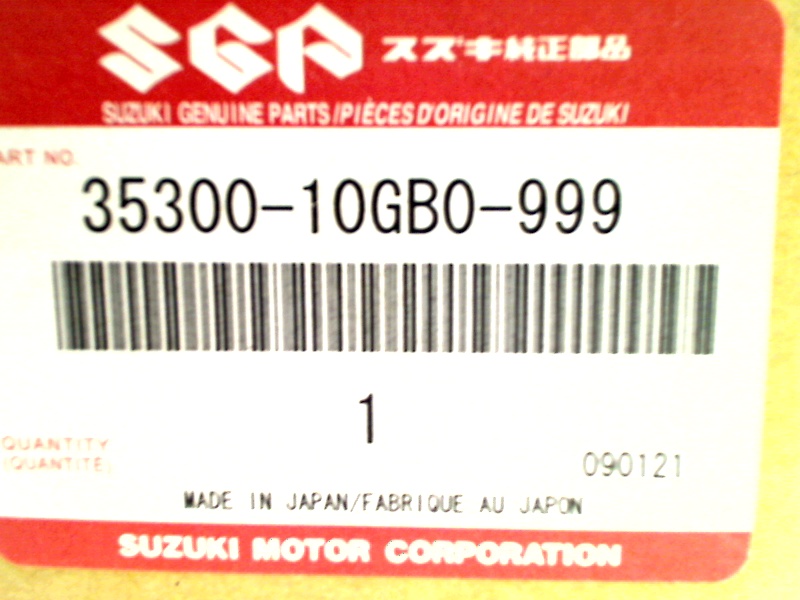 SGP スズキ純正部品
SUZUKI GENUINE PARTS/PIÈCES D'ORIGINE DE SUZUKI
ART NO.
35300-10GB0-999
1
QUANTITY
(QUANTITÉ)
090121
MADE IN JAPAN/FABRIQUE AU JAPON
SUZUKI MOTOR CORPORATION